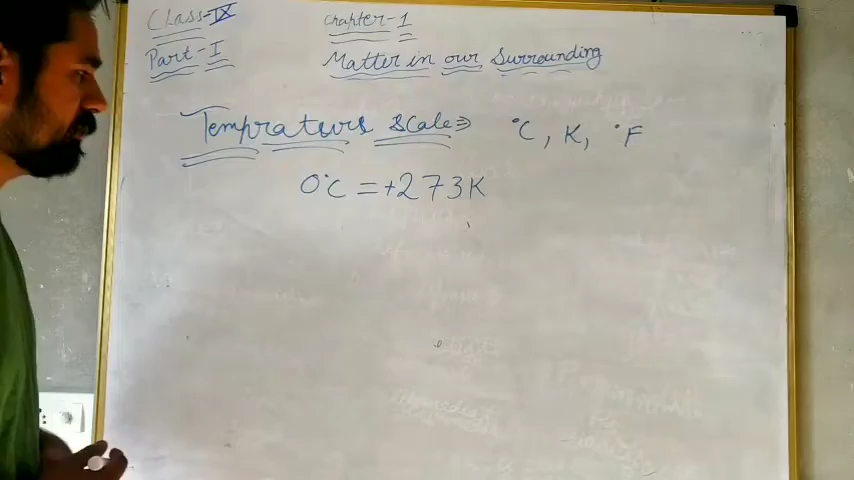 Class-IX
Chapter-1
Part-I
Matter in our Surrounding
Temprature Scale⇒ °C, K, °F
0°C = +273K